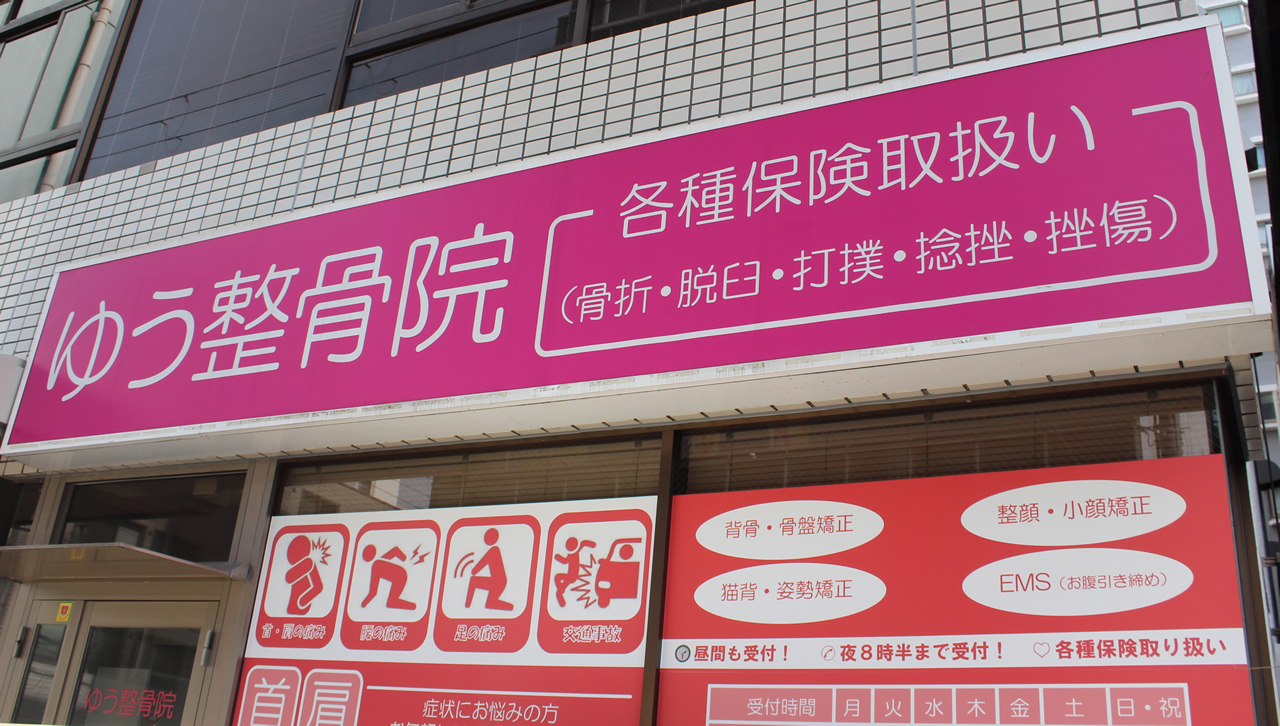 ゆう整骨院
各種保険取扱い
(骨折・脱臼・打撲・捻挫・挫傷)
背骨・骨盤矯正
整顔・小顔矯正
猫背・姿勢矯正
EMS(お腹引き締め)
首・肩の痛み
腰の痛み
足の痛み
交通事故
昼間も受付!
夜8時半まで受付!
♡各種保険取り扱い
首 肩
症状にお悩みの方
受付時間 月 火 水 木 金 土 日・祝
ゆう整骨院